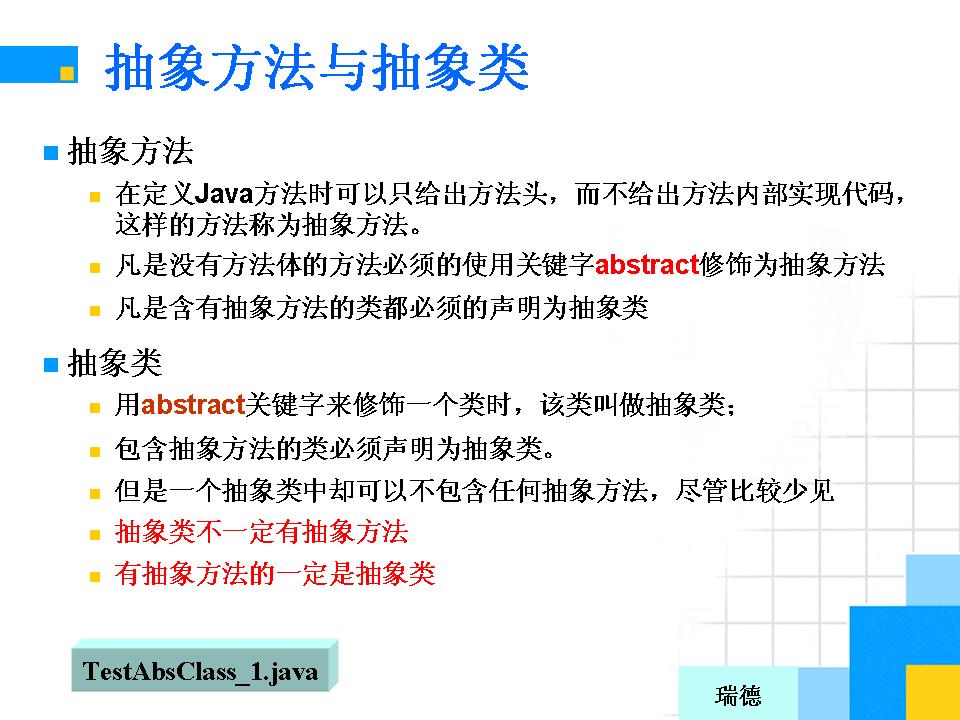 抽象方法与抽象类
抽象方法
在定义Java方法时可以只给出方法头，而不给出方法内部实现代码，
这样的方法称为抽象方法。
凡是没有方法体的方法必须的使用关键字abstract修饰为抽象方法
凡是含有抽象方法的类都必须的声明为抽象类
抽象类
用abstract关键字来修饰一个类时，该类叫做抽象类；
包含抽象方法的类必须声明为抽象类。
但是一个抽象类中却可以不包含任何抽象方法，尽管比较少见
抽象类不一定有抽象方法
有抽象方法的一定是抽象类
TestAbsClass_1.java
瑞德